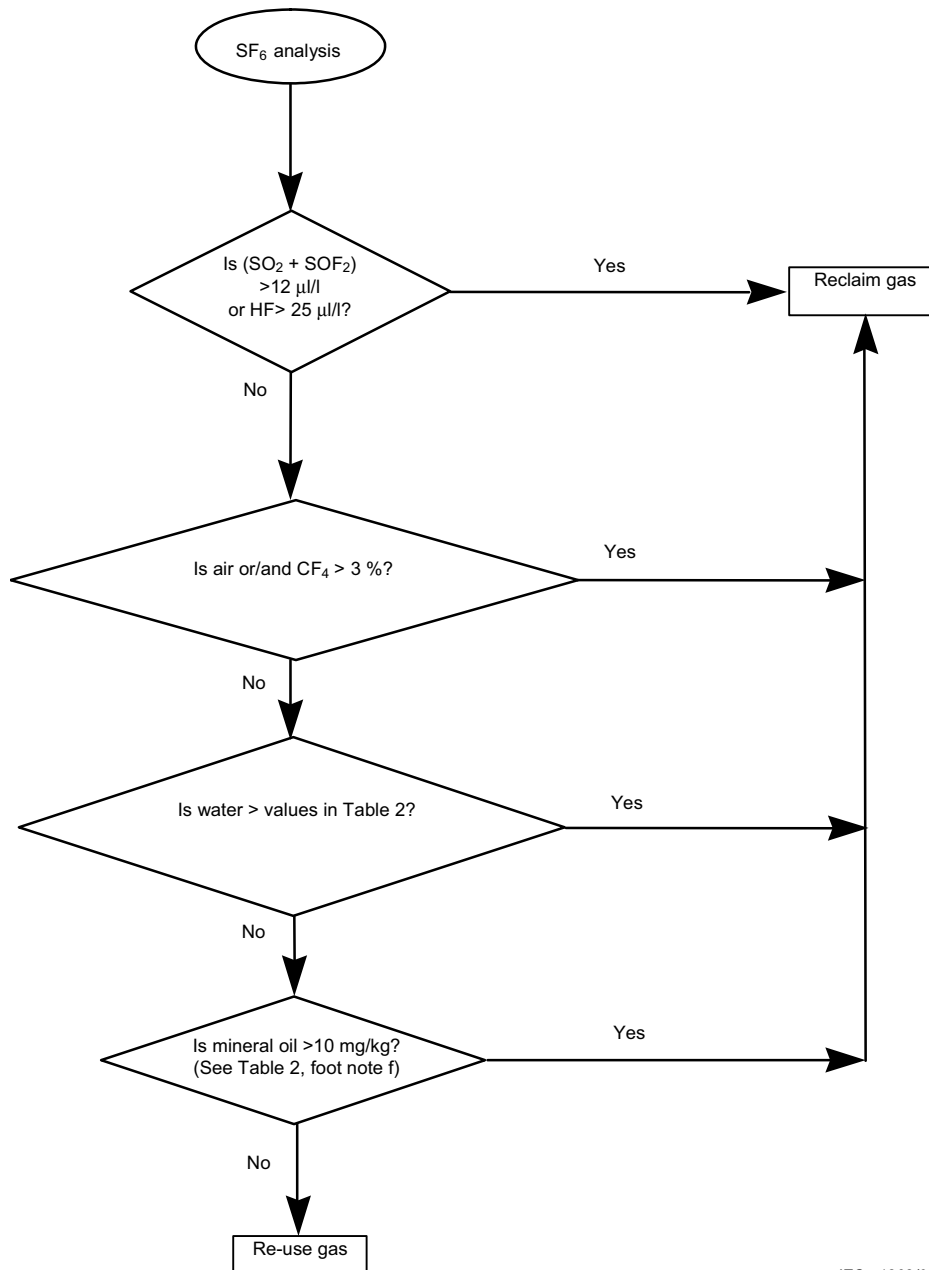 SF₆ analysis
Is (SO₂ + SOF₂)
>12 μl/l
or HF> 25 μl/l?
Yes
Reclaim gas
No
Is air or/and CF₄ > 3 %?
Yes
No
Is water > values in Table 2?
Yes
No
Is mineral oil >10 mg/kg?
(See Table 2, foot note f)
Yes
No
Re-use gas